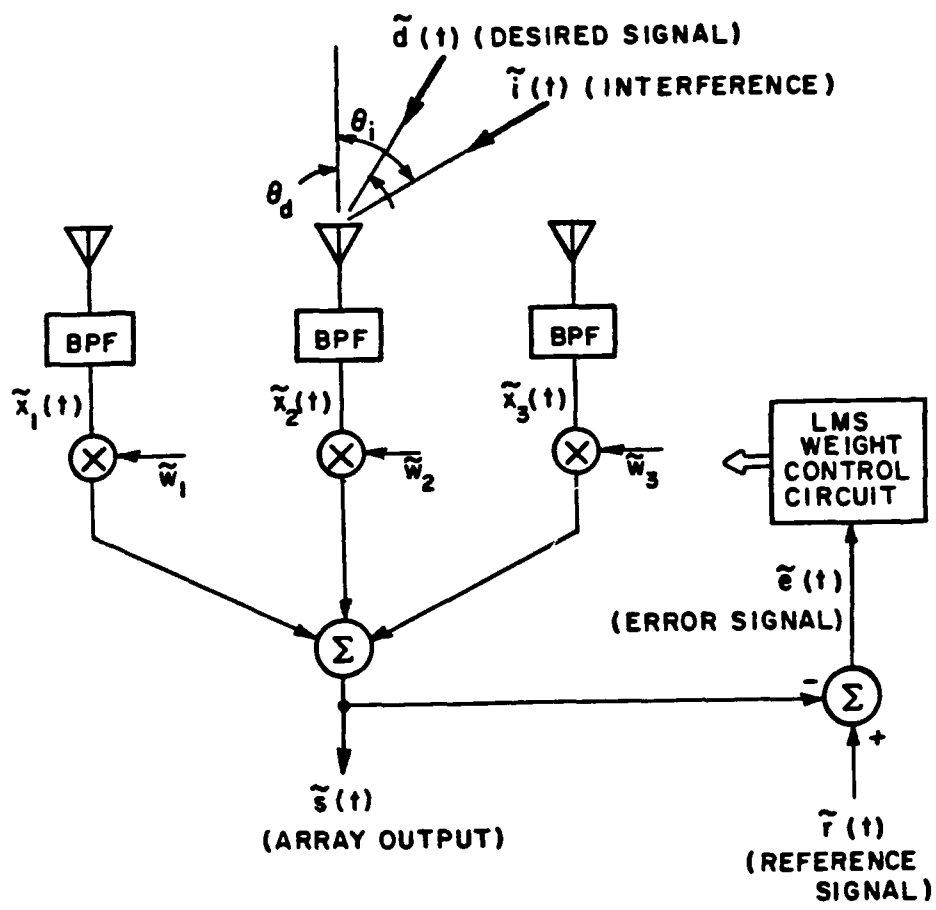 d̃(t) (DESIRED SIGNAL)
ĩ(t) (INTERFERENCE)
θi
θd
BPF
BPF
BPF
x̃1(t)
x̃2(t)
x̃3(t)
w̃1
w̃2
w̃3
LMS
WEIGHT
CONTROL
CIRCUIT
ẽ(t)
(ERROR SIGNAL)
Σ
-
Σ
+
s̃(t)
(ARRAY OUTPUT)
r̃(t)
(REFERENCE
SIGNAL)